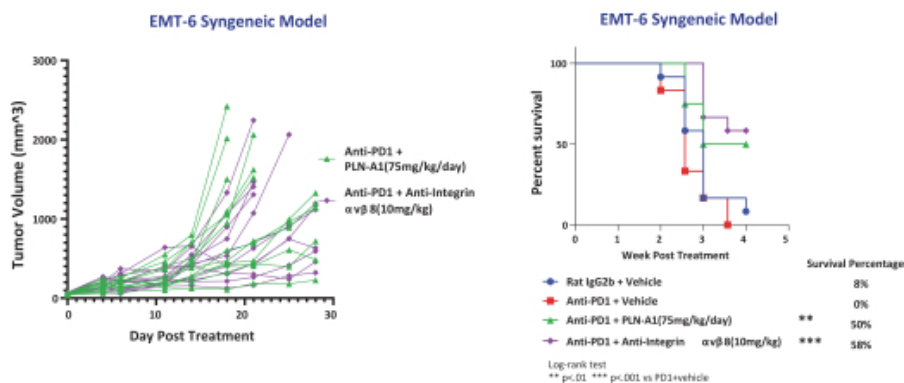 EMT-6 Syngeneic Model
Tumor Volume (mm^3)
3000
2000
1000
0
0
10
20
30
Day Post Treatment
Anti-PD1 +
PLN-A1(75mg/kg/day)
Anti-PD1 + Anti-Integrin
αvβ8(10mg/kg)
EMT-6 Syngeneic Model
Percent survival
100
50
0
0
1
2
3
4
5
Week Post Treatment
Survival Percentage
Rat IgG2b + Vehicle 8%
Anti-PD1 + Vehicle 0%
Anti-PD1 + PLN-A1(75mg/kg/day) ** 50%
Anti-PD1 + Anti-Integrin αvβ8(10mg/kg) *** 58%
Log-rank test
** p<.01 *** p<.001 vs PD1+vehicle